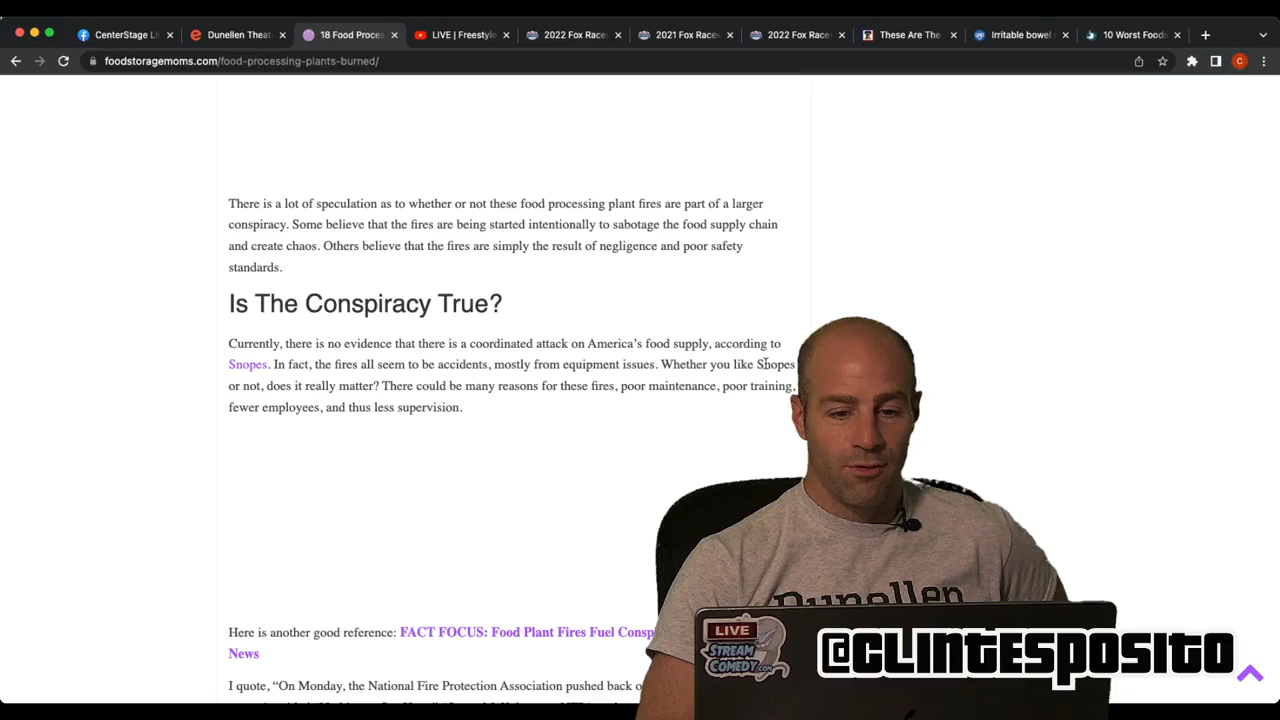 CenterStage Li
Dunellen Theat
18 Food Proces
LIVE | Freestyle
2022 Fox Race
2021 Fox Race
2022 Fox Race
These Are The
Irritable bowel
10 Worst Foods
foodstoragemoms.com/food-processing-plants-burned/
C
There is a lot of speculation as to whether or not these food processing plant fires are part of a larger
conspiracy. Some believe that the fires are being started intentionally to sabotage the food supply chain
and create chaos. Others believe that the fires are simply the result of negligence and poor safety
standards.
Is The Conspiracy True?
Currently, there is no evidence that there is a coordinated attack on America's food supply, according to
Snopes. In fact, the fires all seem to be accidents, mostly from equipment issues. Whether you like Snopes
or not, does it really matter? There could be many reasons for these fires, poor maintenance, poor training,
fewer employees, and thus less supervision.
Here is another good reference: FACT FOCUS: Food Plant Fires Fuel Consp
News
I quote, “On Monday, the National Fire Protection Association pushed back o
Dunellen
LIVE
STREAM
COMEDY.COM
@CLINTESPOSITO